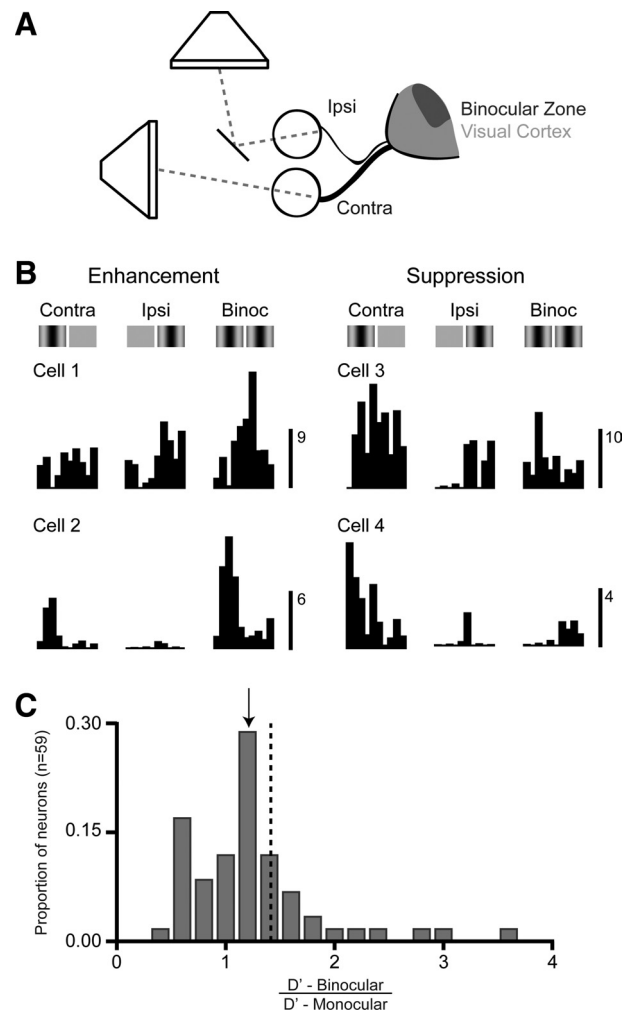 A
Ipsi
Binocular Zone
Visual Cortex
Contra
B
Enhancement
Suppression
Contra Ipsi Binoc
Contra Ipsi Binoc
Cell 1
9
Cell 3
10
Cell 2
6
Cell 4
4
C
Proportion of neurons (n=59)
0.30
0.15
0.00
0 1 2 3 4
D' - Binocular
D' - Monocular